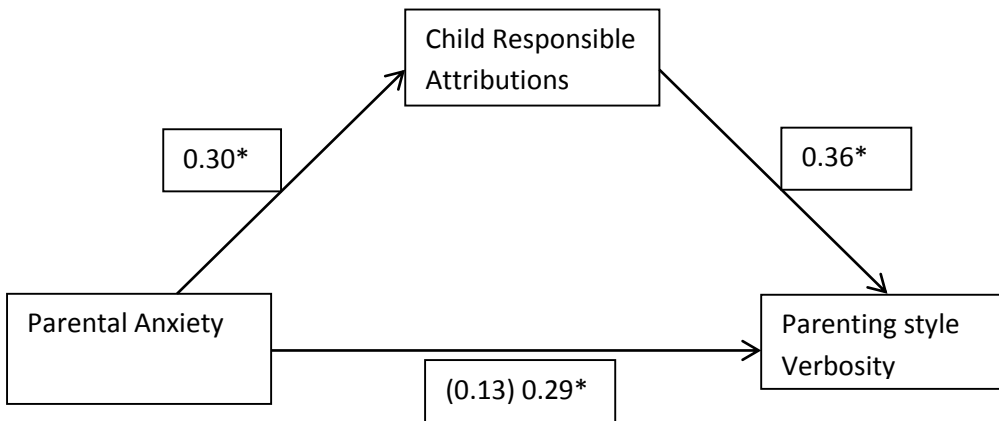 Child Responsible
Attributions
0.30*
0.36*
Parental Anxiety
Parenting style
Verbosity
(0.13) 0.29*